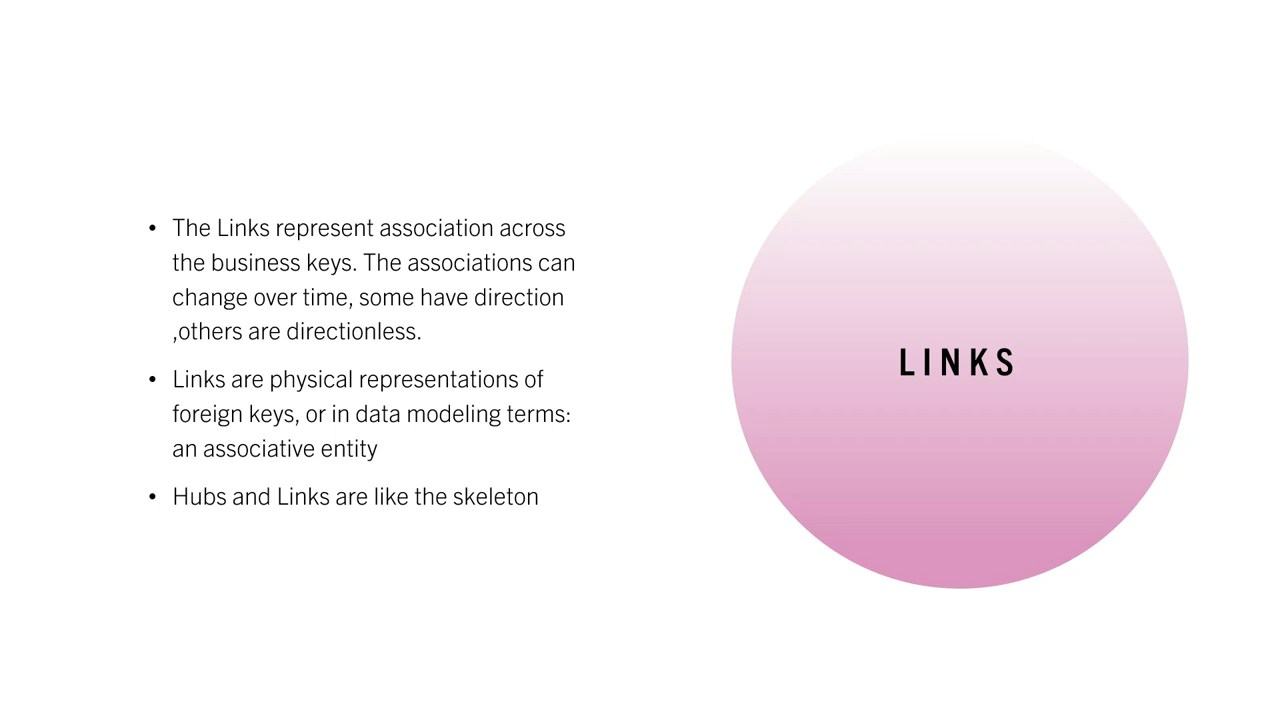 • The Links represent association across
the business keys. The associations can
change over time, some have direction
,others are directionless.
• Links are physical representations of
foreign keys, or in data modeling terms:
an associative entity
• Hubs and Links are like the skeleton
LINKS